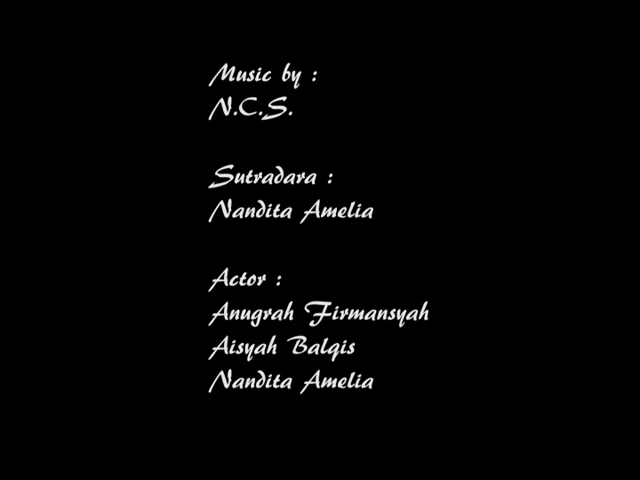 Music by :
N.C.S.
Sutradara :
Nandita Amelia
Actor :
Anugrah Firmansyah
Aisyah Balqis
Nandita Amelia